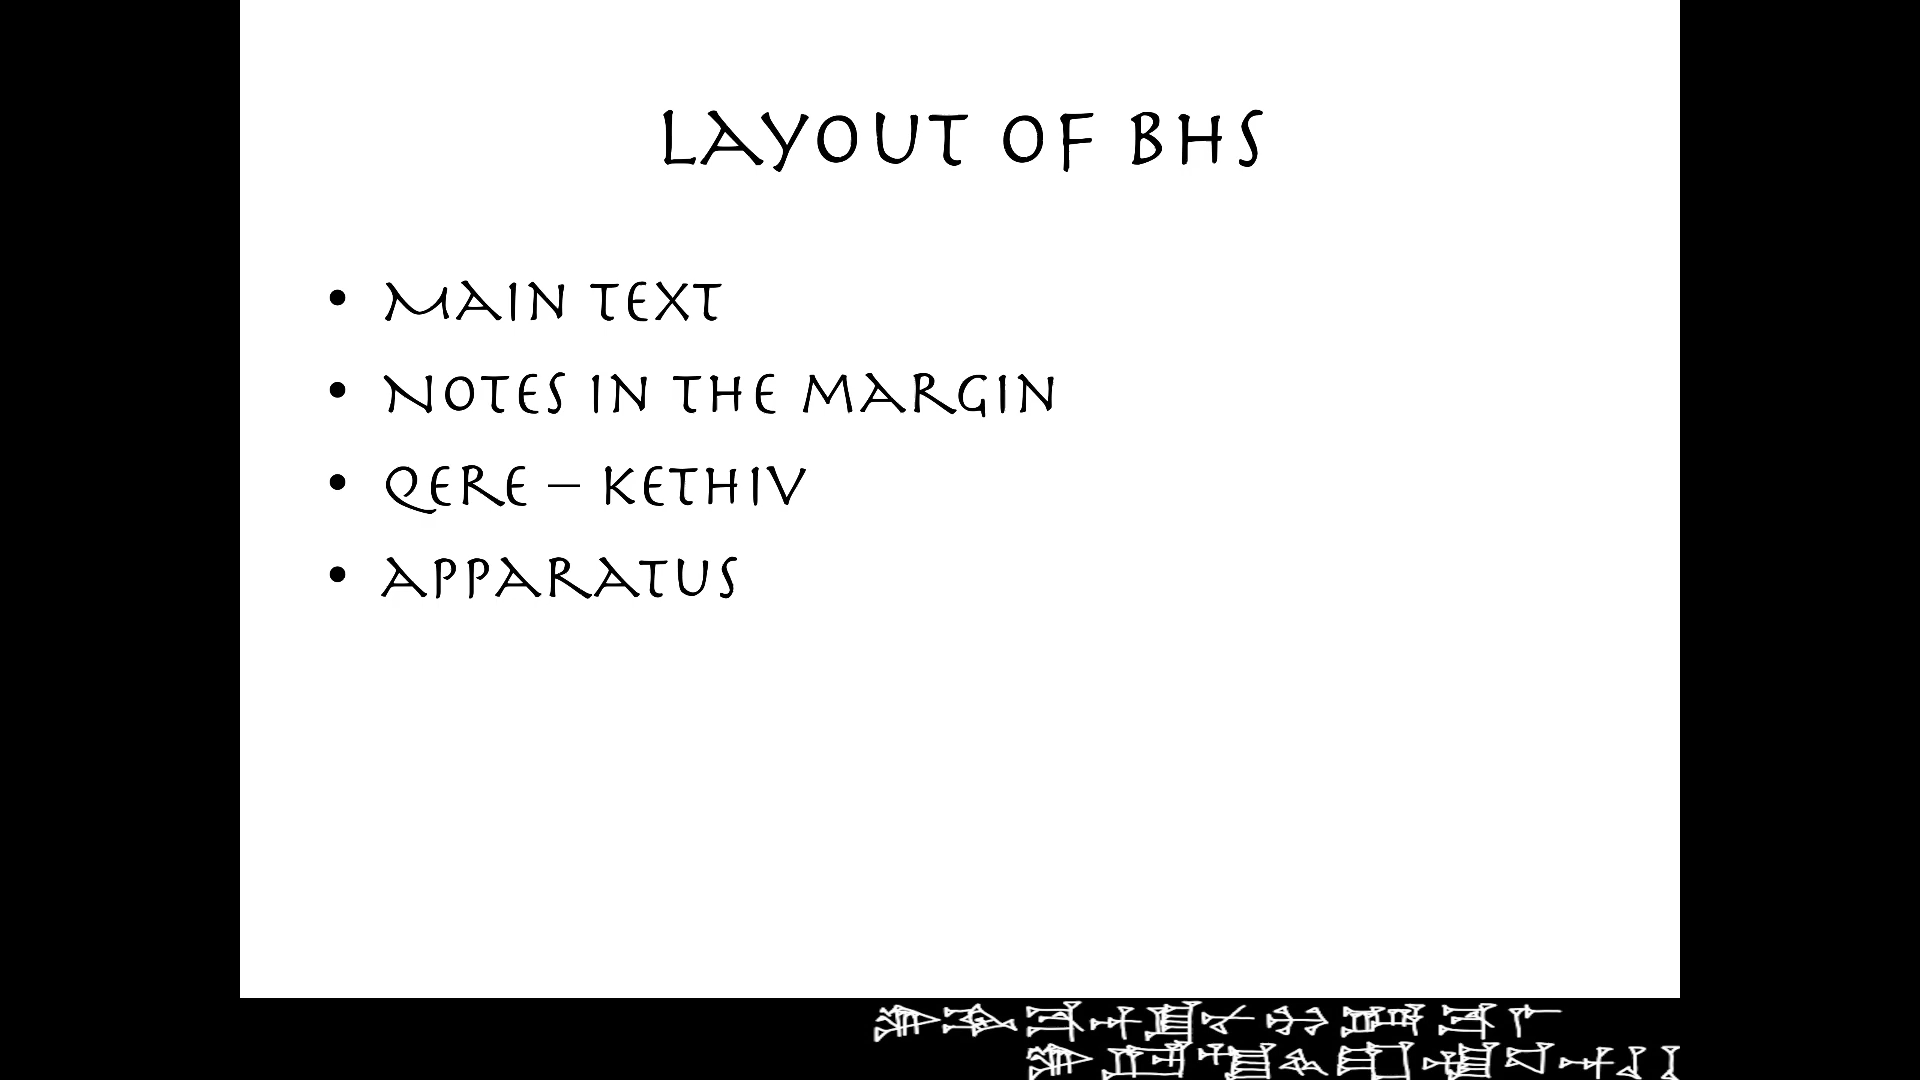 Layout of BHS
• Main text
• Notes in the margin
• Qere – Kethiv
• Apparatus